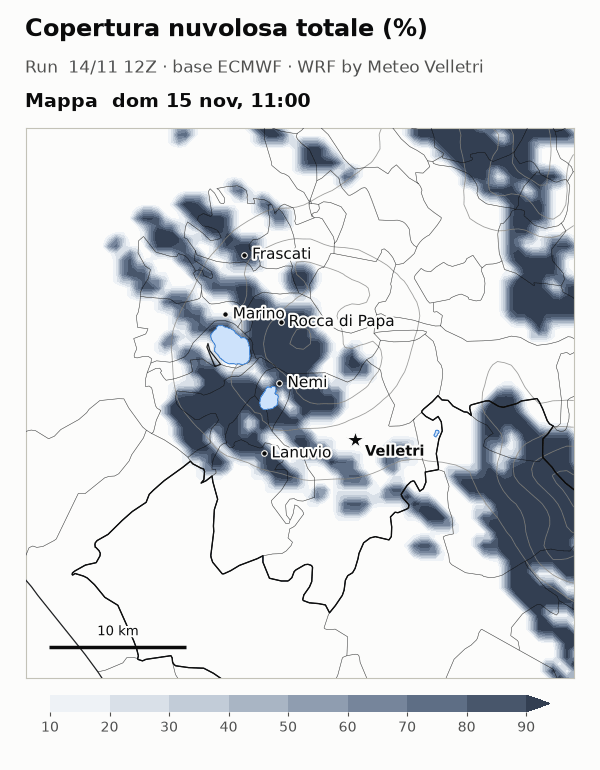 Copertura nuvolosa totale (%)
Run  14/11 12Z · base ECMWF · WRF by Meteo Velletri
Mappa  dom 15 nov, 11:00
Frascati
Marino
Rocca di Papa
Nemi
Velletri
Lanuvio
10 km
10 20 30 40 50 60 70 80 90